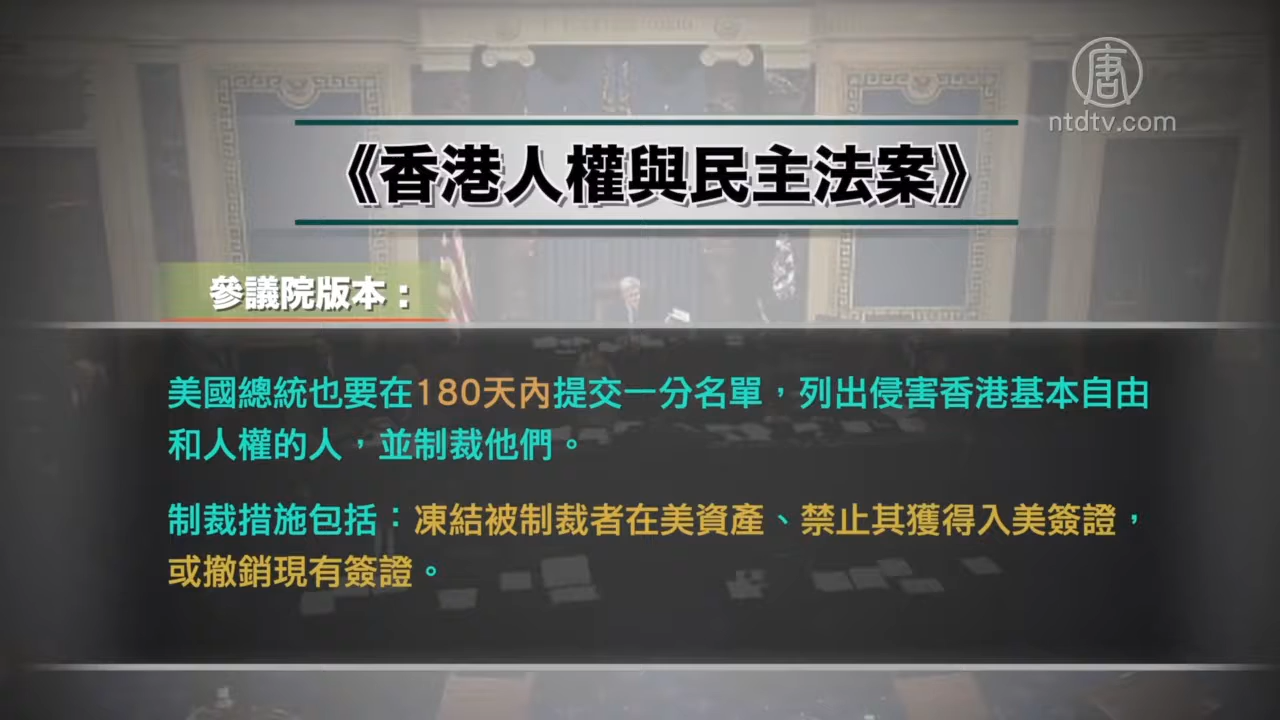 唐
ntdtv.com
《香港人權與民主法案》
參議院版本：
美國總統也要在180天內提交一分名單，列出侵害香港基本自由
和人權的人，並制裁他們。
制裁措施包括：凍結被制裁者在美資產、禁止其獲得入美簽證，
或撤銷現有簽證。